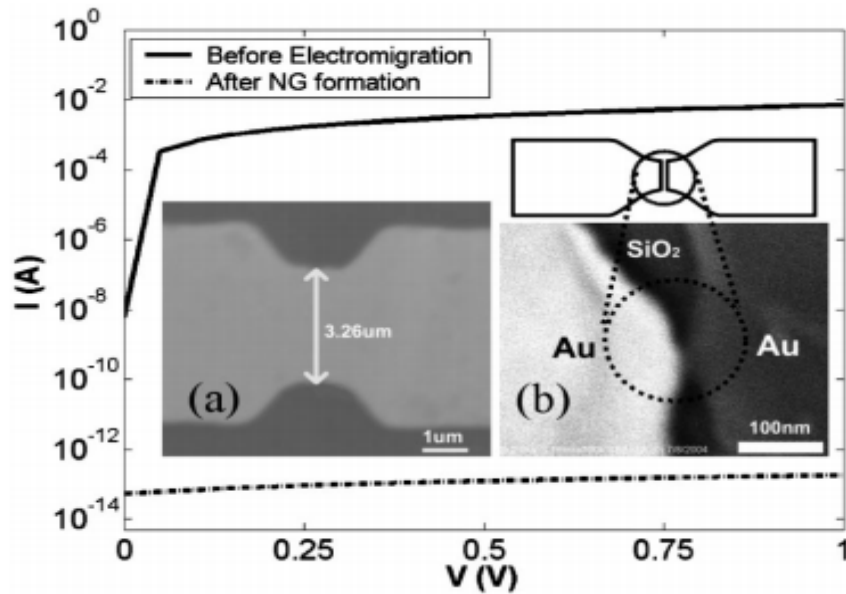 Before Electromigration
After NG formation
10^0
10^-2
10^-4
10^-6
10^-8
10^-10
10^-12
10^-14
I (A)
0
0.25
0.5
0.75
1
V (V)
3.26um
(a)
1um
SiO₂
Au
Au
(b)
100nm